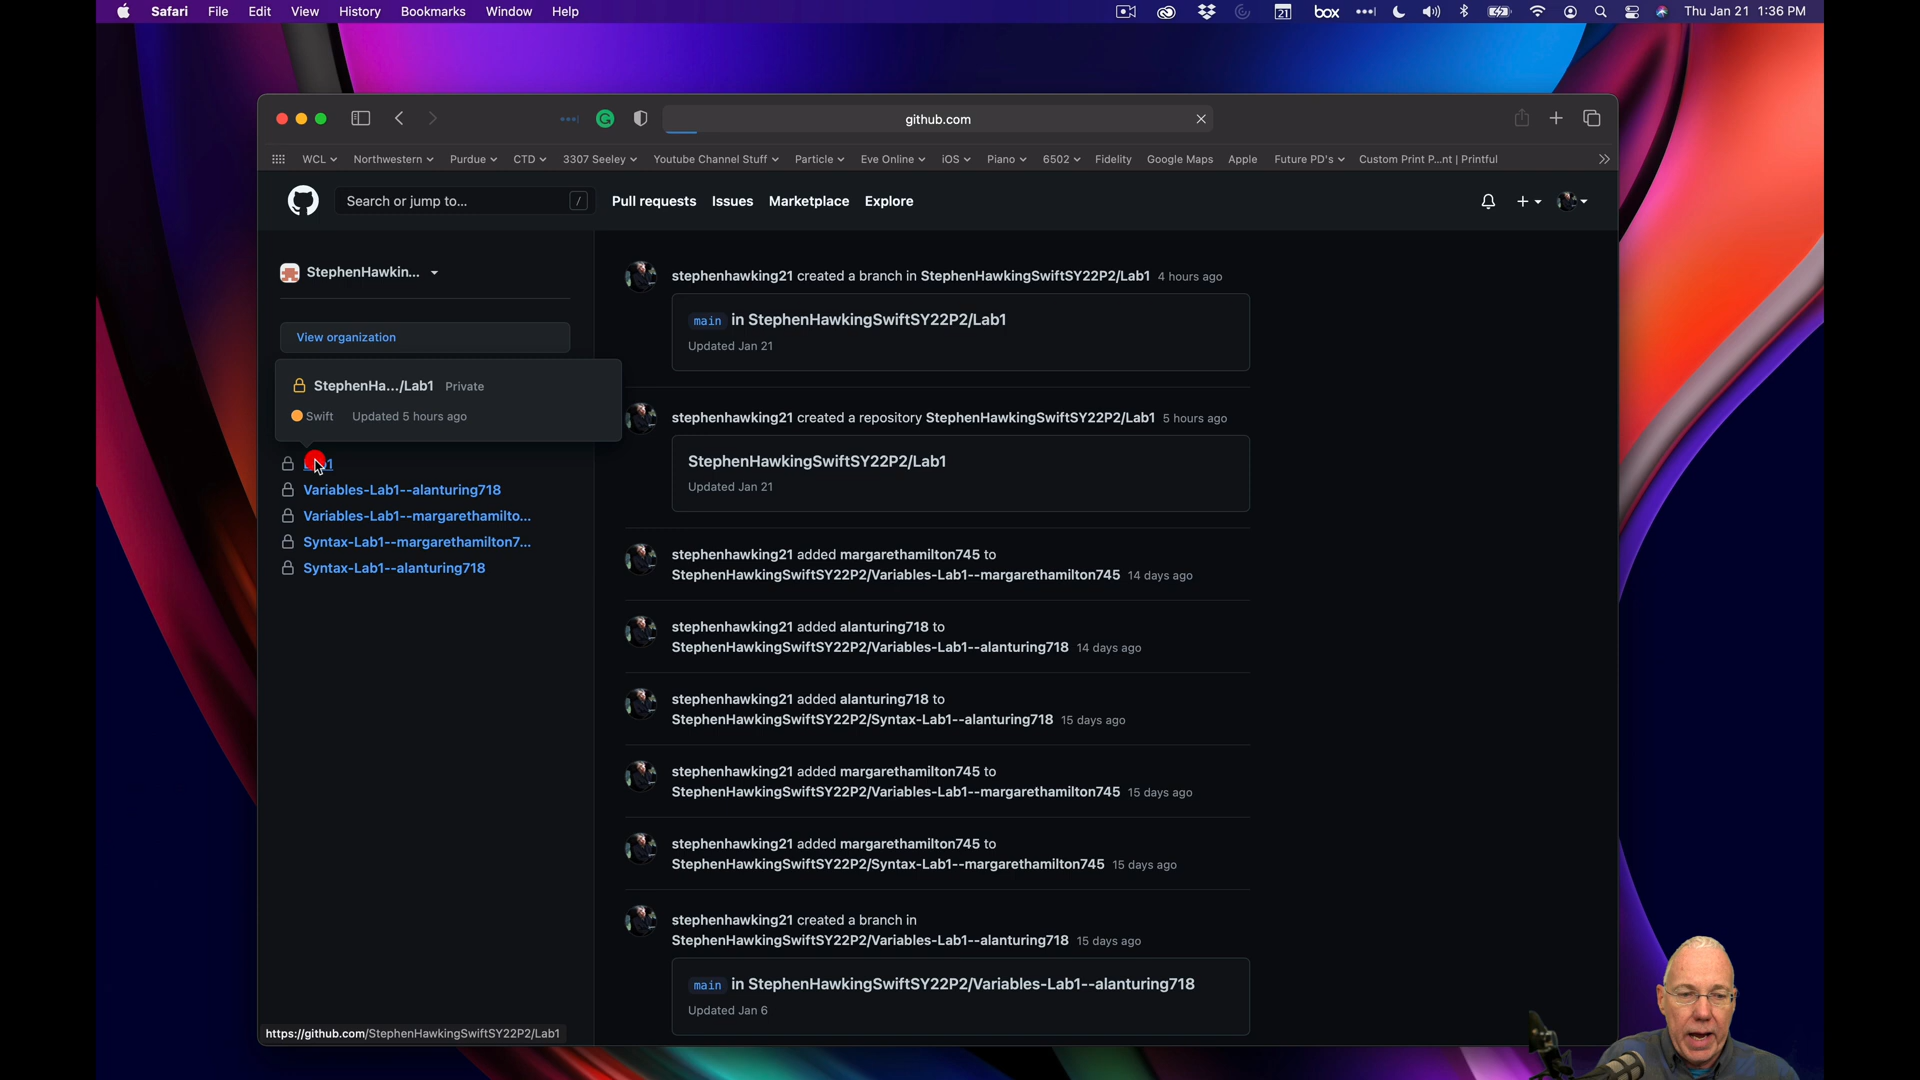 Safari File Edit View History Bookmarks Window Help
21 box Thu Jan 21 1:36 PM
github.com
WCL Northwestern Purdue CTD 3307 Seeley Youtube Channel Stuff Particle Eve Online iOS Piano 6502 Fidelity Google Maps Apple Future PD's Custom Print P...nt | Printful
Search or jump to... / Pull requests Issues Marketplace Explore
StephenHawkin...
View organization
StephenHa.../Lab1 Private
Swift Updated 5 hours ago
Variables-Lab1--alanturing718
Variables-Lab1--margarethamilto...
Syntax-Lab1--margarethamilton7...
Syntax-Lab1--alanturing718
stephenhawking21 created a branch in StephenHawkingSwiftSY22P2/Lab1 4 hours ago
main in StephenHawkingSwiftSY22P2/Lab1
Updated Jan 21
stephenhawking21 created a repository StephenHawkingSwiftSY22P2/Lab1 5 hours ago
StephenHawkingSwiftSY22P2/Lab1
Updated Jan 21
stephenhawking21 added margarethamilton745 to
StephenHawkingSwiftSY22P2/Variables-Lab1--margarethamilton745 14 days ago
stephenhawking21 added alanturing718 to
StephenHawkingSwiftSY22P2/Variables-Lab1--alanturing718 14 days ago
stephenhawking21 added alanturing718 to
StephenHawkingSwiftSY22P2/Syntax-Lab1--alanturing718 15 days ago
stephenhawking21 added margarethamilton745 to
StephenHawkingSwiftSY22P2/Variables-Lab1--margarethamilton745 15 days ago
stephenhawking21 added margarethamilton745 to
StephenHawkingSwiftSY22P2/Syntax-Lab1--margarethamilton745 15 days ago
stephenhawking21 created a branch in
StephenHawkingSwiftSY22P2/Variables-Lab1--alanturing718 15 days ago
main in StephenHawkingSwiftSY22P2/Variables-Lab1--alanturing718
Updated Jan 6
https://github.com/StephenHawkingSwiftSY22P2/Lab1